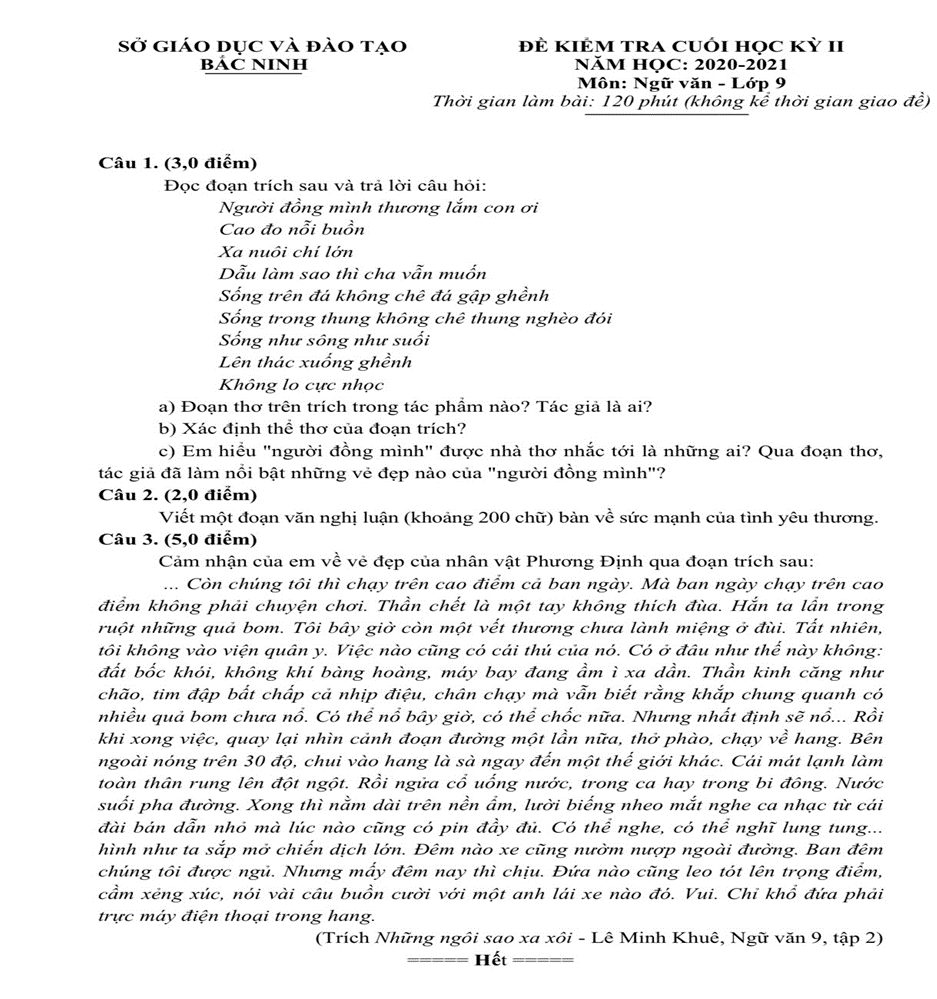 SỞ GIÁO DỤC VÀ ĐÀO TẠO
BẮC NINH
ĐỀ KIỂM TRA CUỐI HỌC KỲ II
NĂM HỌC: 2020-2021
Môn: Ngữ văn - Lớp 9
Thời gian làm bài: 120 phút (không kể thời gian giao đề)
Câu 1. (3,0 điểm)
Đọc đoạn trích sau và trả lời câu hỏi:
Người đồng mình thương lắm con ơi
Cao đo nỗi buồn
Xa nuôi chí lớn
Dẫu làm sao thì cha vẫn muốn
Sống trên đá không chê đá gập ghềnh
Sống trong thung không chê thung nghèo đói
Sống như sông như suối
Lên thác xuống ghềnh
Không lo cực nhọc
a) Đoạn thơ trên trích trong tác phẩm nào? Tác giả là ai?
b) Xác định thể thơ của đoạn trích?
c) Em hiểu "người đồng mình" được nhà thơ nhắc tới là những ai? Qua đoạn thơ,
tác giả đã làm nổi bật những vẻ đẹp nào của "người đồng mình"?
Câu 2. (2,0 điểm)
Viết một đoạn văn nghị luận (khoảng 200 chữ) bàn về sức mạnh của tình yêu thương.
Câu 3. (5,0 điểm)
Cảm nhận của em về vẻ đẹp của nhân vật Phương Định qua đoạn trích sau:
... Còn chúng tôi thì chạy trên cao điểm cả ban ngày. Mà ban ngày chạy trên cao
điểm không phải chuyện chơi. Thần chết là một tay không thích đùa. Hắn ta lẩn trong
ruột những quả bom. Tôi bây giờ còn một vết thương chưa lành miệng ở đùi. Tất nhiên,
tôi không vào viện quân y. Việc nào cũng có cái thú của nó. Có ở đâu như thế này không:
đất bốc khói, không khí bàng hoàng, máy bay đang ầm ì xa dần. Thần kinh căng như
chão, tim đập bất chấp cả nhịp điệu, chân chạy mà vẫn biết rằng khắp chung quanh có
nhiều quả bom chưa nổ. Có thể nổ bây giờ, có thể chốc nữa. Nhưng nhất định sẽ nổ... Rồi
khi xong việc, quay lại nhìn cảnh đoạn đường một lần nữa, thở phào, chạy về hang. Bên
ngoài nóng trên 30 độ, chui vào hang là sà ngay đến một thế giới khác. Cái mát lạnh làm
toàn thân rung lên đột ngột. Rồi ngửa cổ uống nước, trong ca hay trong bi đông. Nước
suối pha đường. Xong thì nằm dài trên nền ẩm, lười biếng nheo mắt nghe ca nhạc từ cái
đài bán dẫn nhỏ mà lúc nào cũng có pin đầy đủ. Có thể nghe, có thể nghĩ lung tung...
hình như ta sắp mở chiến dịch lớn. Đêm nào xe cũng nườm nượp ngoài đường. Ban đêm
chúng tôi được ngủ. Nhưng mấy đêm nay thì chịu. Đứa nào cũng leo tót lên trọng điểm,
cầm xẻng xúc, nói vài câu buồn cười với một anh lái xe nào đó. Vui. Chỉ khổ đứa phải
trực máy điện thoại trong hang.
(Trích Những ngôi sao xa xôi - Lê Minh Khuê, Ngữ văn 9, tập 2)
===== Hết =====